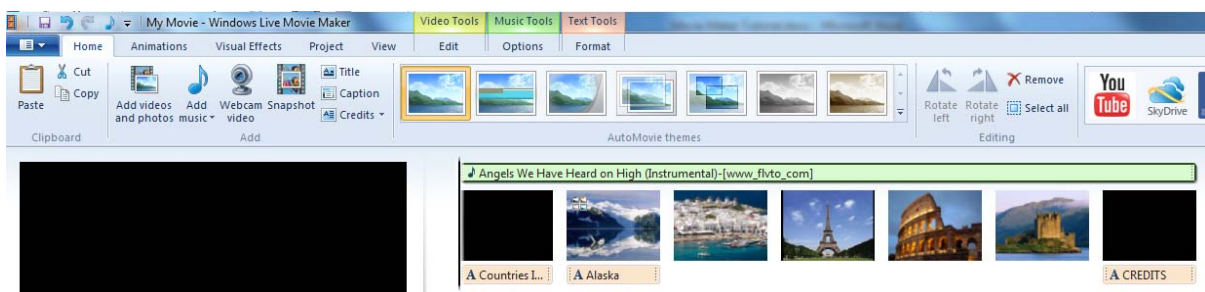 My Movie - Windows Live Movie Maker
Video Tools Music Tools Text Tools
Home Animations Visual Effects Project View Edit Options Format
Paste
Cut
Copy
Clipboard
Add videos and photos
Add music
Webcam video
Snapshot
Title
Caption
Credits
Add
AutoMovie themes
Rotate left
Rotate right
Remove
Select all
Editing
You Tube
SkyDrive
Angels We Have Heard on High (Instrumental)-[www_flvto_com]
A Countries I...
A Alaska
A CREDITS